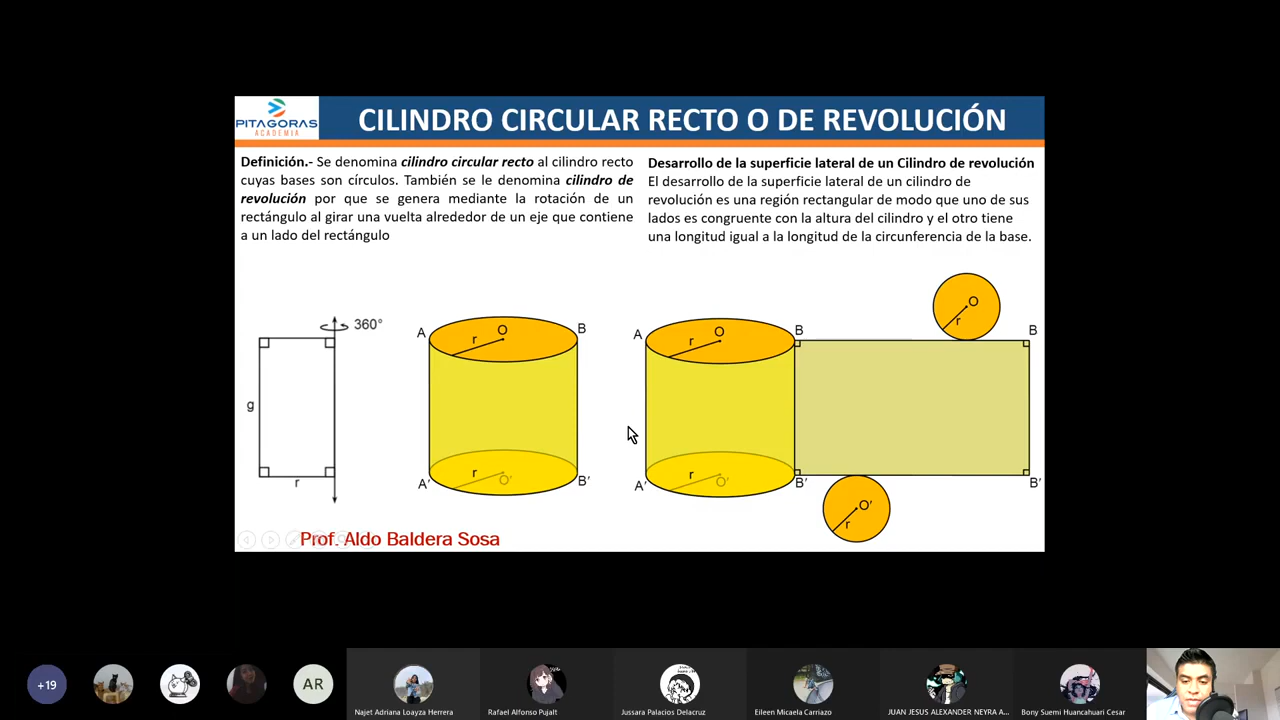 PITAGORAS
ACADEMIA
CILINDRO CIRCULAR RECTO O DE REVOLUCIÓN
Definición.- Se denomina cilindro circular recto al cilindro recto
cuyas bases son círculos. También se le denomina cilindro de
revolución por que se genera mediante la rotación de un
rectángulo al girar una vuelta alrededor de un eje que contiene
a un lado del rectángulo
Desarrollo de la superficie lateral de un Cilindro de revolución
El desarrollo de la superficie lateral de un cilindro de
revolución es una región rectangular de modo que uno de sus
lados es congruente con la altura del cilindro y el otro tiene
una longitud igual a la longitud de la circunferencia de la base.
360°
g
r
A
O
B
r
A'
r
O'
B'
A
O
B
r
A'
r
O'
B'
O
r
B
B'
O'
r
Prof. Aldo Baldera Sosa
+19
AR
Najet Adriana Loayza Herrera
Rafael Alfonso Pujalt
Jussara Palacios Delacruz
Eileen Micaela Carriazo
JUAN JESUS ALEXANDER NEYRA A...
Bony Suemi Huancahuari Cesar